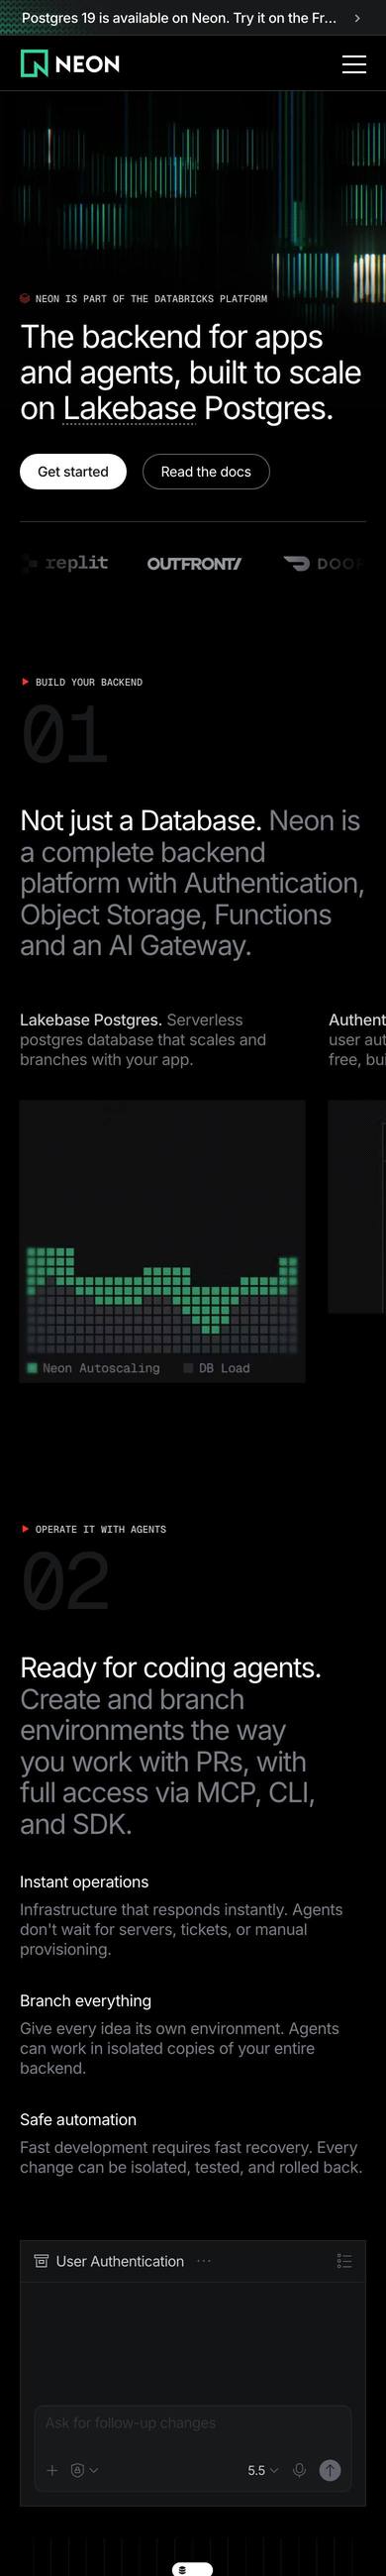 Postgres 19 is available on Neon. Try it on the Fr...
NEON
NEON IS PART OF THE DATABRICKS PLATFORM
The backend for apps
and agents, built to scale
on Lakebase Postgres.
Get started
Read the docs
replit
OUTFRONT/
DOOR
BUILD YOUR BACKEND
01
Not just a Database. Neon is
a complete backend
platform with Authentication,
Object Storage, Functions
and an AI Gateway.
Lakebase Postgres. Serverless
postgres database that scales and
branches with your app.
Authent
user aut
free, bui
Neon Autoscaling
DB Load
OPERATE IT WITH AGENTS
02
Ready for coding agents.
Create and branch
environments the way
you work with PRs, with
full access via MCP, CLI,
and SDK.
Instant operations
Infrastructure that responds instantly. Agents
don't wait for servers, tickets, or manual
provisioning.
Branch everything
Give every idea its own environment. Agents
can work in isolated copies of your entire
backend.
Safe automation
Fast development requires fast recovery. Every
change can be isolated, tested, and rolled back.
User Authentication ...
Ask for follow-up changes
5.5